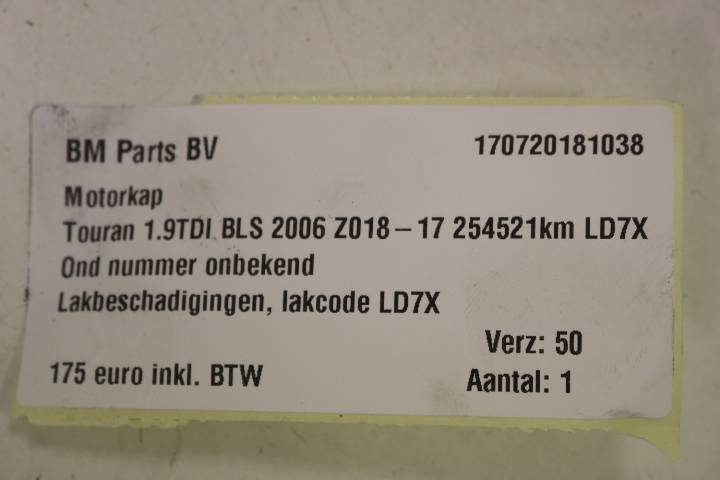 BM Parts BV 170720181038
Motorkap
Touran 1.9TDI BLS 2006 Z018-17 254521km LD7X
Ond nummer onbekend
Lakbeschadigingen, lakcode LD7X
Verz: 50
175 euro inkl. BTW Aantal: 1